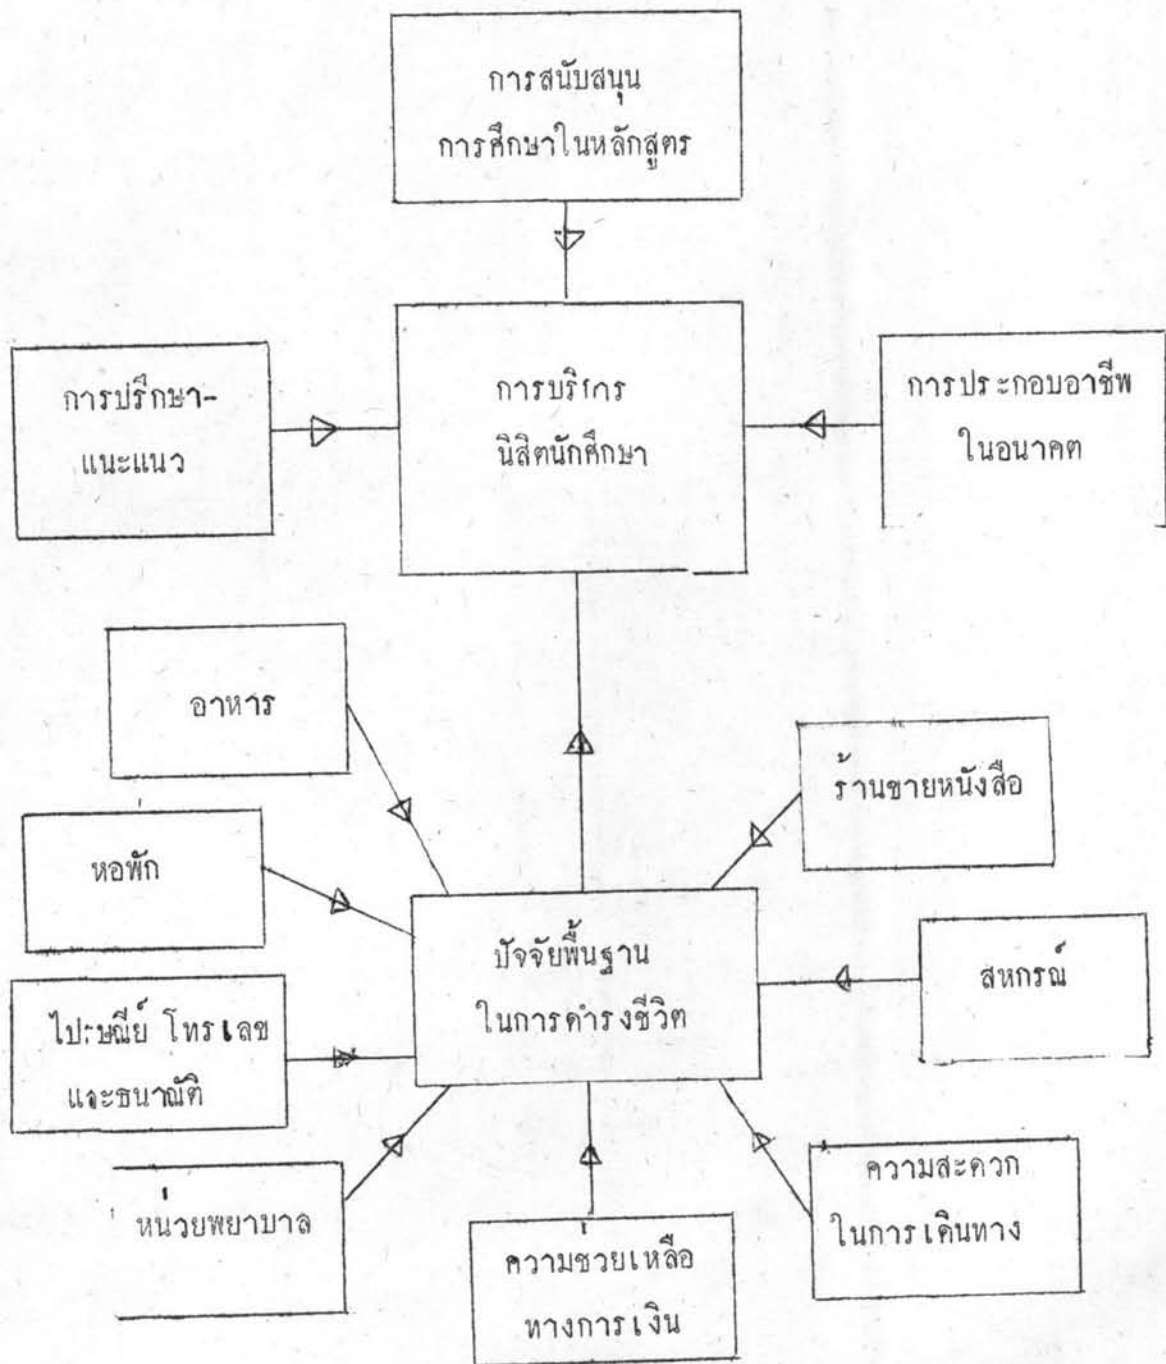 การสนับสนุน
การศึกษาในหลักสูตร
การปรึกษา-
แนะแนว
การบริการ
นิสิตนักศึกษา
การประกอบอาชีพ
ในอนาคต
อาหาร
ร้านขายหนังสือ
หอพัก
ปัจจัยพื้นฐาน
ในการดำรงชีวิต
สหกรณ์
ไปรษณีย์ โทรเลข
และธนาณัติ
หน่วยพยาบาล
ความช่วยเหลือ
ทางการเงิน
ความสะดวก
ในการเดินทาง